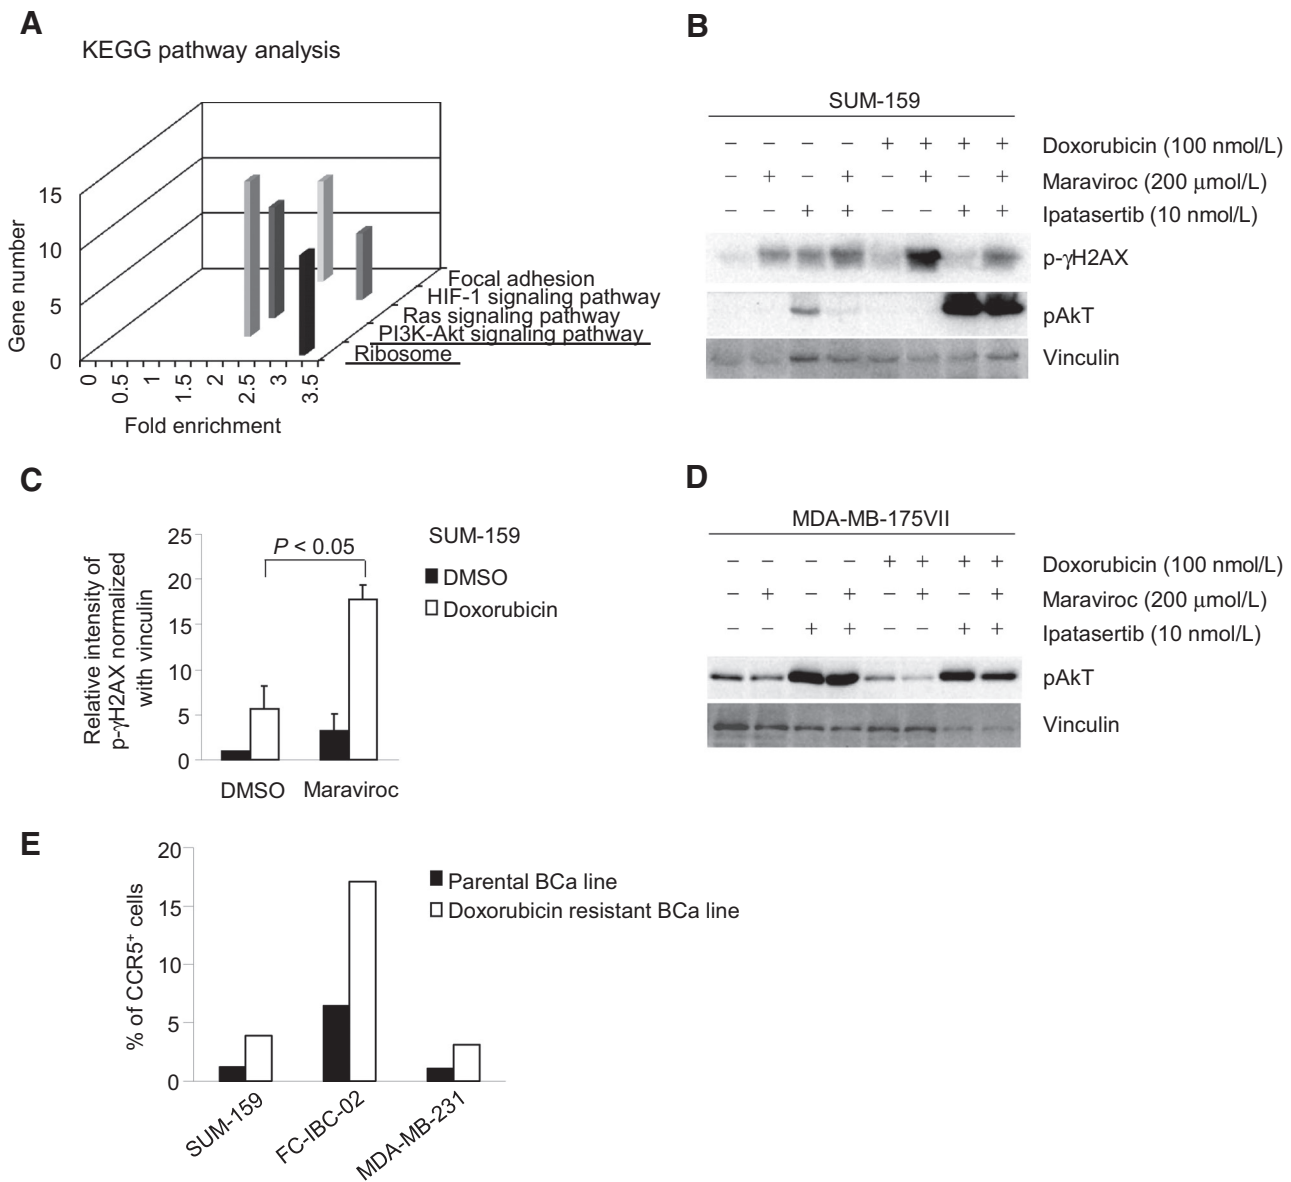 A
KEGG pathway analysis
Gene number
15
10
5
0
0
0.5
1
1.5
2
2.5
3
3.5
Fold enrichment
Focal adhesion
HIF-1 signaling pathway
Ras signaling pathway
PI3K-Akt signaling pathway
Ribosome
B
SUM-159
− − − − + + + + Doxorubicin (100 nmol/L)
− + − + − + − + Maraviroc (200 μmol/L)
− − + + − − + + Ipatasertib (10 nmol/L)
p-γH2AX
pAkT
Vinculin
C
Relative intensity of
p-γH2AX normalized
with vinculin
25
20
15
10
5
0
P < 0.05
DMSO
Maraviroc
SUM-159
DMSO
Doxorubicin
D
MDA-MB-175VII
− − − − + + + + Doxorubicin (100 nmol/L)
− + − + − + − + Maraviroc (200 μmol/L)
− − + + − − + + Ipatasertib (10 nmol/L)
pAkT
Vinculin
E
% of CCR5⁺ cells
20
15
10
5
0
SUM-159
FC-IBC-02
MDA-MB-231
Parental BCa line
Doxorubicin resistant BCa line